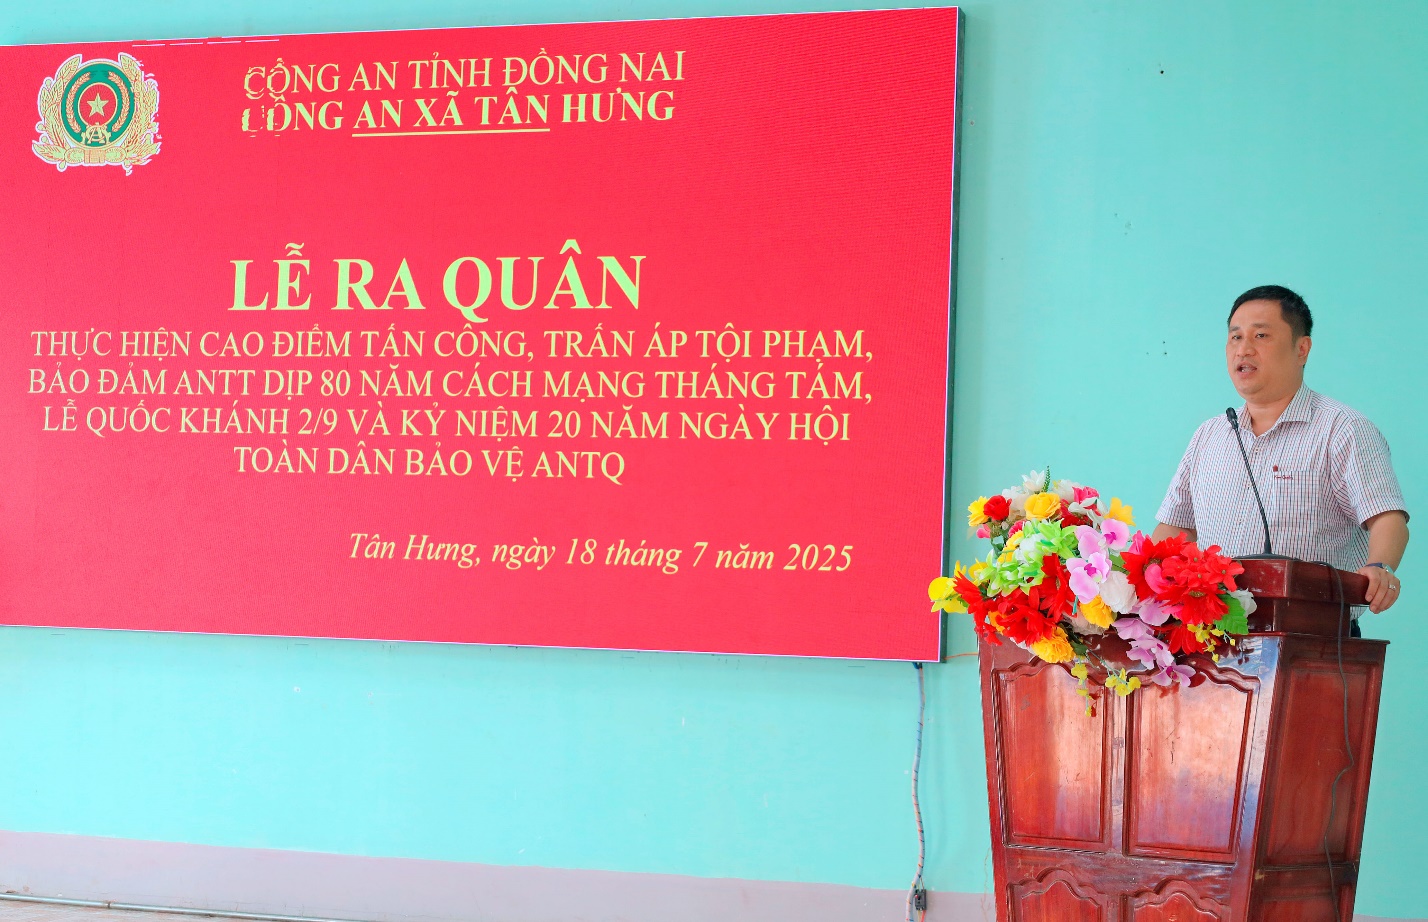 CÔNG AN TỈNH ĐỒNG NAI
CÔNG AN XÃ TÂN HƯNG
LỄ RA QUÂN
THỰC HIỆN CAO ĐIỂM TẤN CÔNG, TRẤN ÁP TỘI PHẠM,
BẢO ĐẢM ANTT DỊP 80 NĂM CÁCH MẠNG THÁNG TÁM,
LỄ QUỐC KHÁNH 2/9 VÀ KỶ NIỆM 20 NĂM NGÀY HỘI
TOÀN DÂN BẢO VỆ ANTQ
Tân Hưng, ngày 18 tháng 7 năm 2025